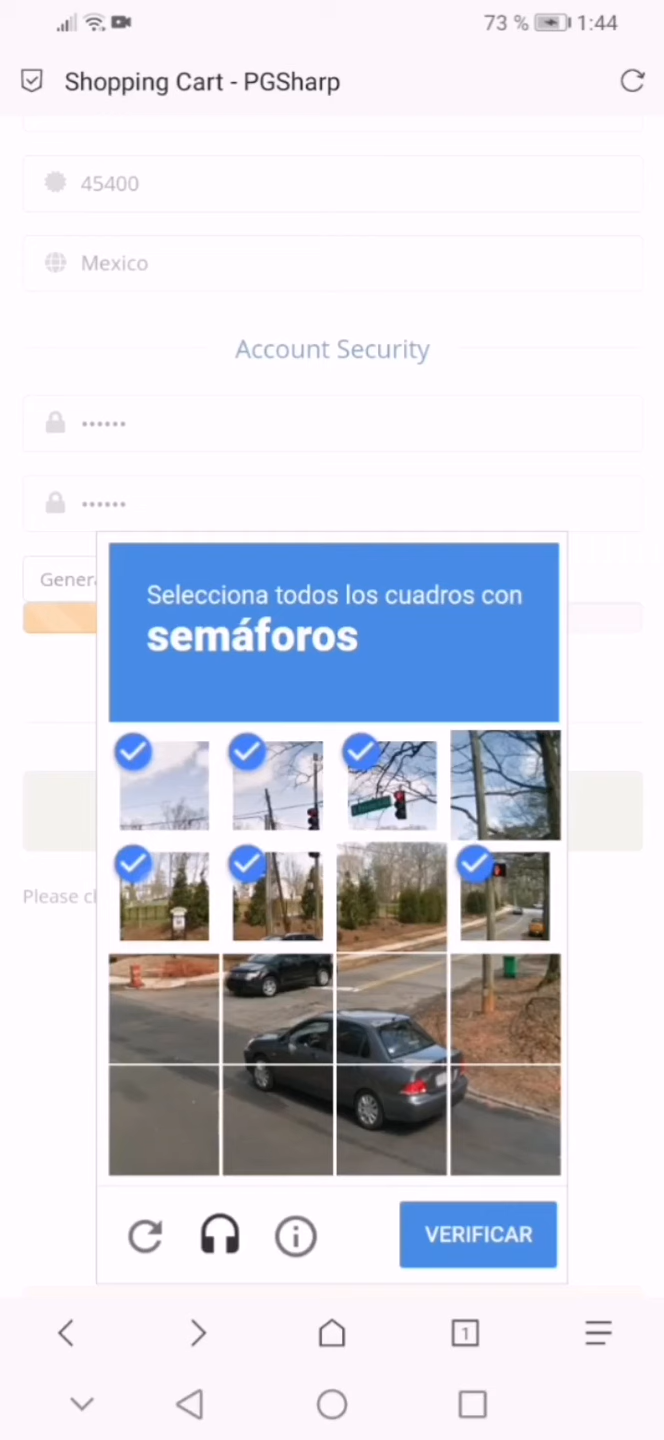 73 % 1:44
Shopping Cart - PGSharp
45400
Mexico
Account Security
••••••
••••••
Gener
Selecciona todos los cuadros con
semáforos
Please cl
VERIFICAR
1